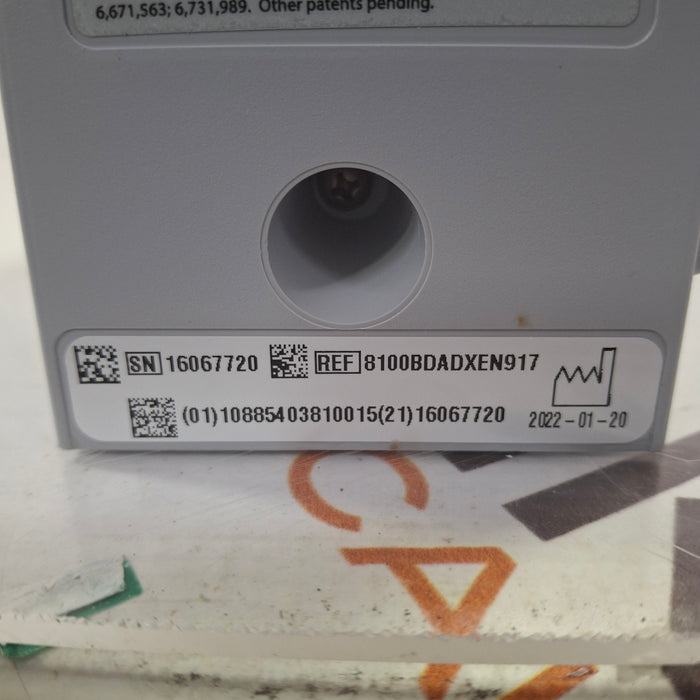 6,671,563; 6,731,989. Other patents pending.
SN 16067720 REF 8100BDADXEN917
(01)10885403810015(21)16067720 2022-01-20
CA